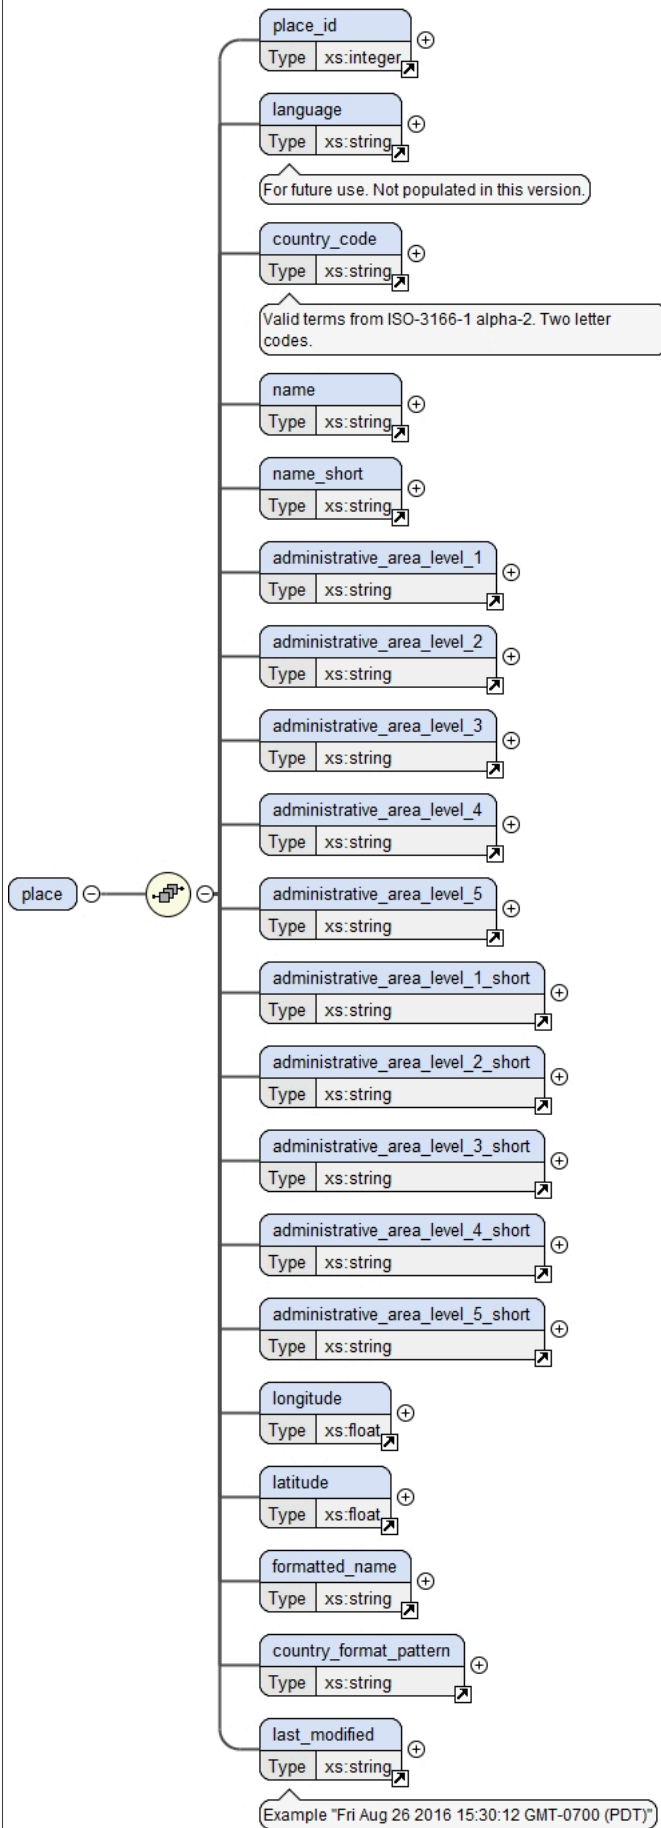 place_id
Type xs:integer
language
Type xs:string
For future use. Not populated in this version.
country_code
Type xs:string
Valid terms from ISO-3166-1 alpha-2. Two letter
codes.
name
Type xs:string
name_short
Type xs:string
administrative_area_level_1
Type xs:string
administrative_area_level_2
Type xs:string
administrative_area_level_3
Type xs:string
administrative_area_level_4
Type xs:string
place
administrative_area_level_5
Type xs:string
administrative_area_level_1_short
Type xs:string
administrative_area_level_2_short
Type xs:string
administrative_area_level_3_short
Type xs:string
administrative_area_level_4_short
Type xs:string
administrative_area_level_5_short
Type xs:string
longitude
Type xs:float
latitude
Type xs:float
formatted_name
Type xs:string
country_format_pattern
Type xs:string
last_modified
Type xs:string
Example "Fri Aug 26 2016 15:30:12 GMT-0700 (PDT)"